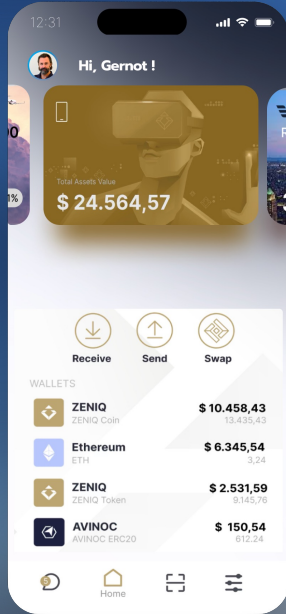 12:31
Hi, Gernot !
Total Assets Value
$ 24.564,57
Receive
Send
Swap
WALLETS
ZENIQ
$ 10.458,43
ZENIQ Coin
13.435,43
Ethereum
$ 6.345,54
ETH
3,24
ZENIQ
$ 2.531,59
ZENIQ Token
9.145,76
AVINOC
$ 150,54
AVINOC ERC20
612.24
5
Home